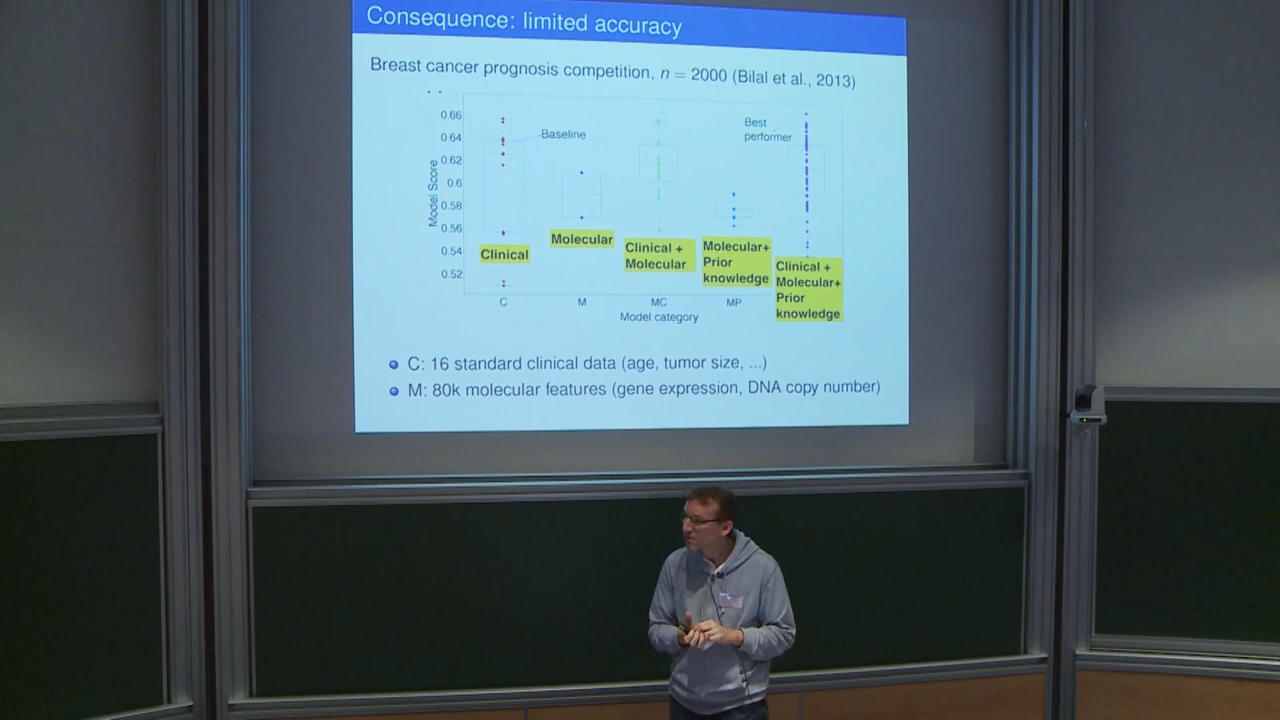 Consequence: limited accuracy
Breast cancer prognosis competition, n = 2000 (Bilal et al., 2013)
0.66
0.64
0.62
0.6
0.58
0.56
0.54
0.52
Model Score
Baseline
Best
performer
Clinical
Molecular
Clinical +
Molecular
Molecular+
Prior
knowledge
Clinical +
Molecular+
Prior
knowledge
C
M
MC
MP
Model category
C: 16 standard clinical data (age, tumor size, ...)
M: 80k molecular features (gene expression, DNA copy number)